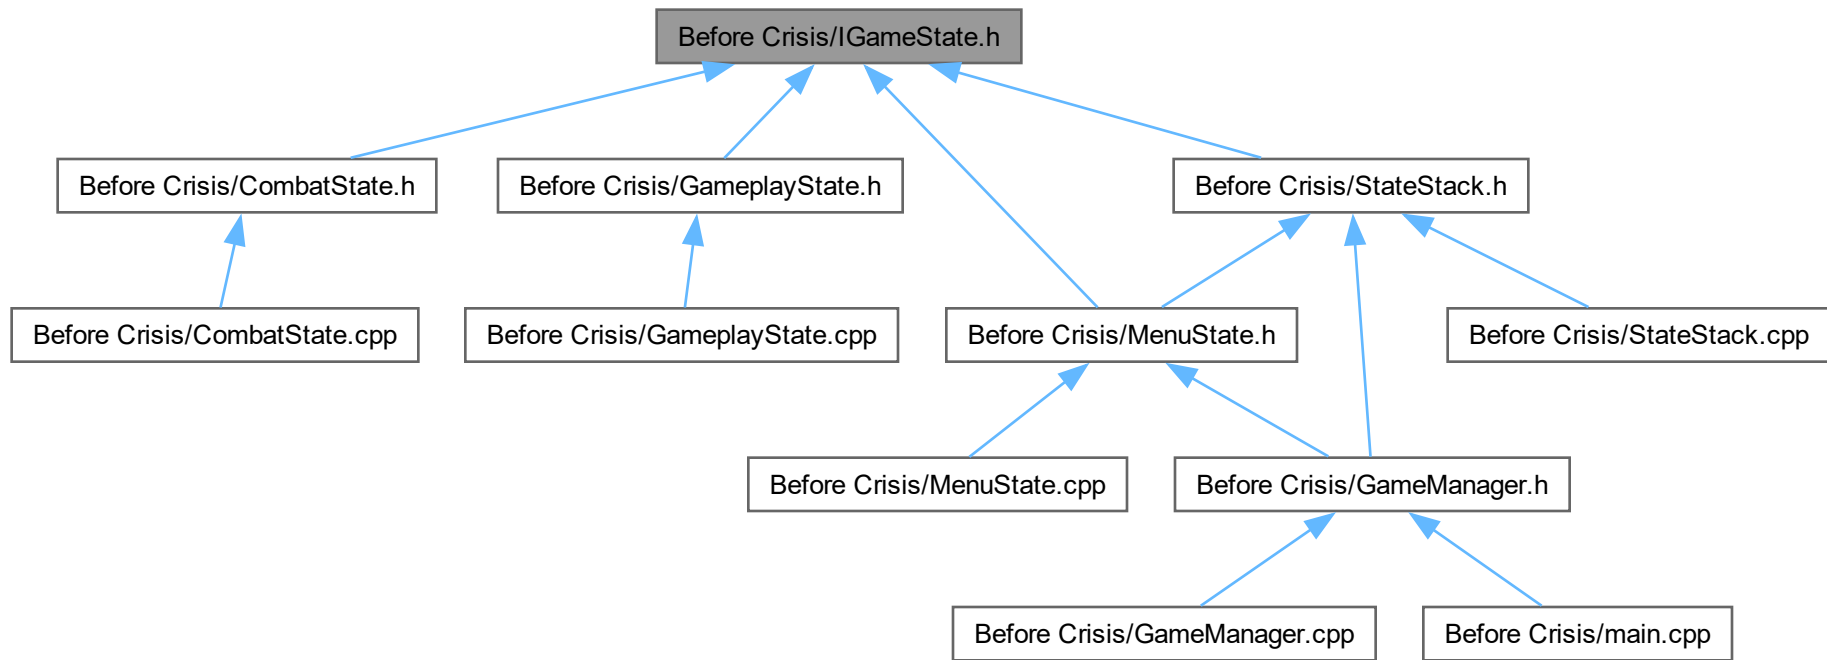 Before Crisis/IGameState.h
Before Crisis/CombatState.h
Before Crisis/GameplayState.h
Before Crisis/StateStack.h
Before Crisis/CombatState.cpp
Before Crisis/GameplayState.cpp
Before Crisis/MenuState.h
Before Crisis/StateStack.cpp
Before Crisis/MenuState.cpp
Before Crisis/GameManager.h
Before Crisis/GameManager.cpp
Before Crisis/main.cpp